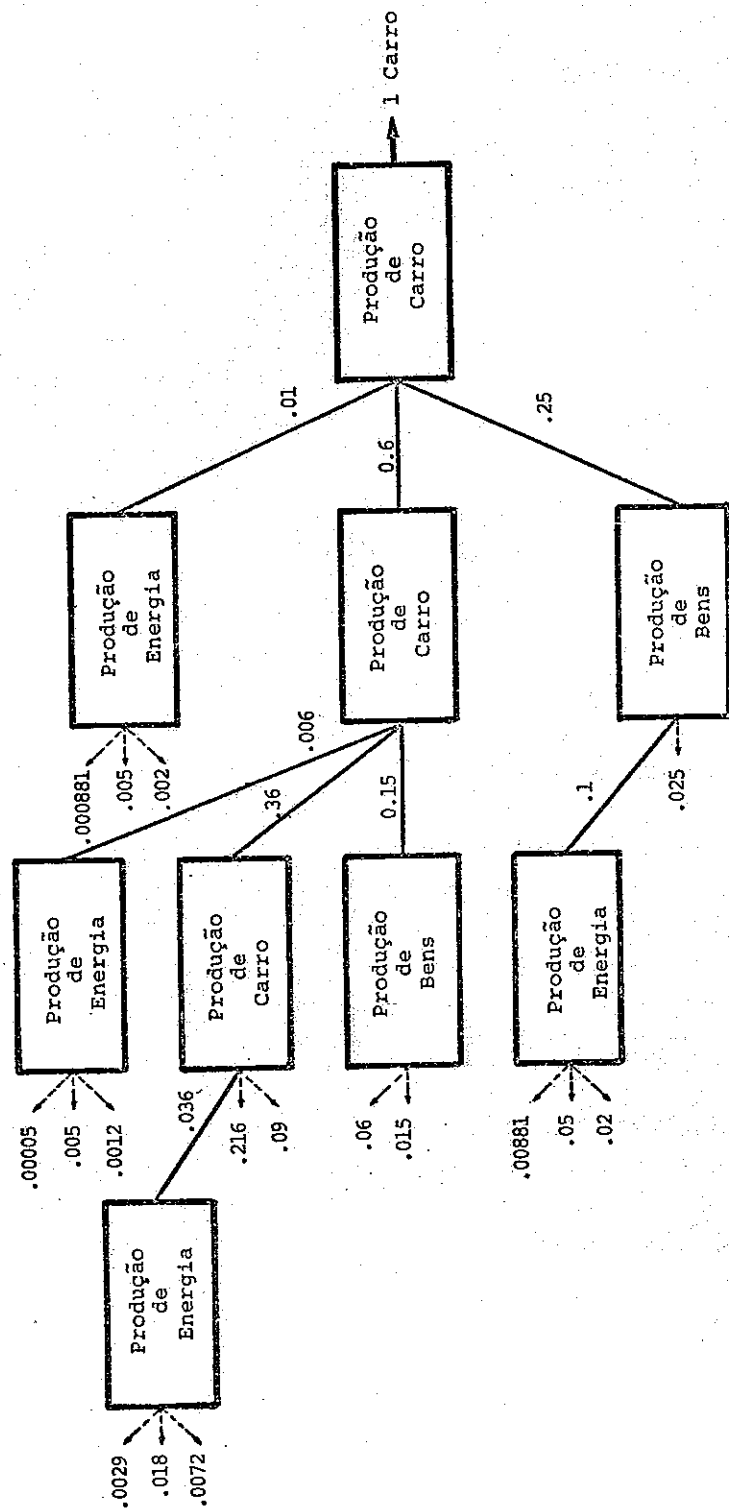 1 Carro
Produção
de
Carro
.01
0.6
.25
Produção
de
Energia
Produção
de
Carro
Produção
de
Bens
.000881
.005
.002
.006
.36
0.15
.1
.025
Produção
de
Energia
Produção
de
Carro
Produção
de
Bens
Produção
de
Energia
.00005
.005
.0012
.036
.216
.09
.06
.015
.00881
.05
.02
Produção
de
Energia
.0029
.018
.0072